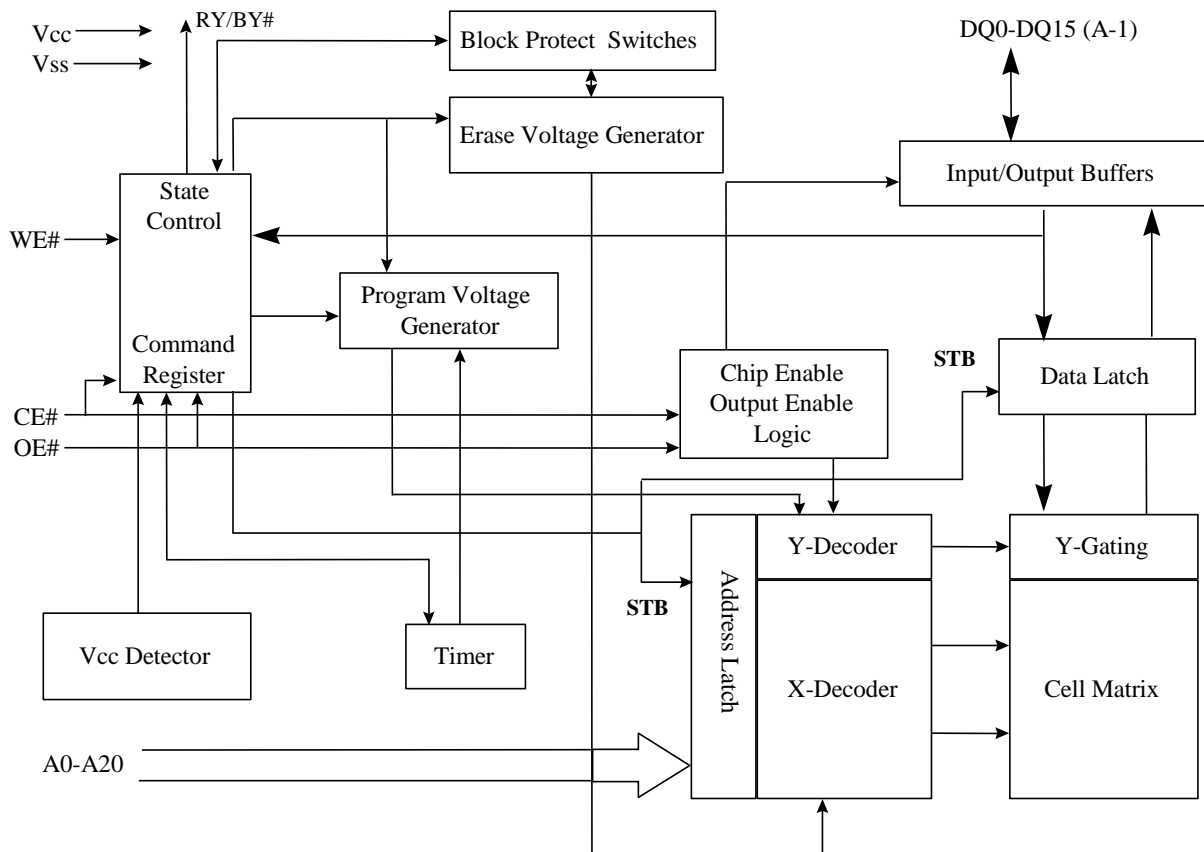 Vcc
Vss
RY/BY#
Block Protect Switches
DQ0-DQ15 (A-1)
Erase Voltage Generator
Input/Output Buffers
State
Control
WE#
Program Voltage
Generator
Command
Register
STB
Chip Enable
Output Enable
Logic
Data Latch
CE#
OE#
Y-Decoder
Y-Gating
Address Latch
STB
Vcc Detector
Timer
X-Decoder
Cell Matrix
A0-A20